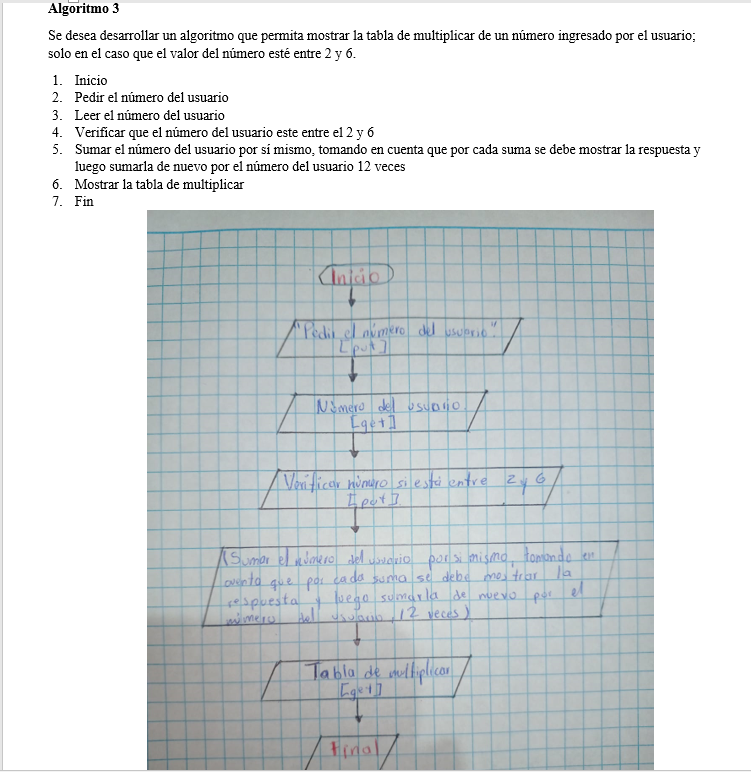 Algoritmo 3
Se desea desarrollar un algoritmo que permita mostrar la tabla de multiplicar de un número ingresado por el usuario;
solo en el caso que el valor del número esté entre 2 y 6.
1. Inicio
2. Pedir el número del usuario
3. Leer el número del usuario
4. Verificar que el número del usuario este entre el 2 y 6
5. Sumar el número del usuario por sí mismo, tomando en cuenta que por cada suma se debe mostrar la respuesta y
luego sumarla de nuevo por el número del usuario 12 veces
6. Mostrar la tabla de multiplicar
7. Fin
Inicio
"Pedir el número del usuario".
[put]
Número del usuario.
[get]
Verificar número si está entre 2 y 6
[put]
(Sumar el número del usuario por si mismo, tomando en
cuenta que por cada suma se debe mostrar la
respuesta y luego sumarla de nuevo por el
número del usuario, 12 veces)
Tabla de multiplicar
[get]
Final